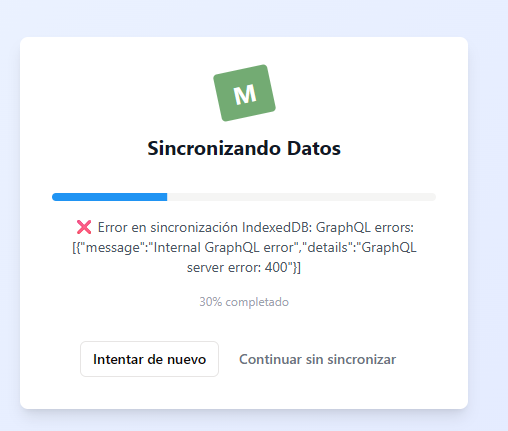 M
Sincronizando Datos
❌ Error en sincronización IndexedDB: GraphQL errors:
[{"message":"Internal GraphQL error","details":"GraphQL
server error: 400"}]
30% completado
Intentar de nuevo
Continuar sin sincronizar